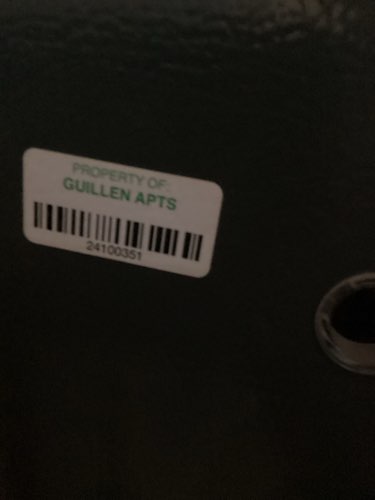 PROPERTY OF:
GUILLEN APTS
24100351